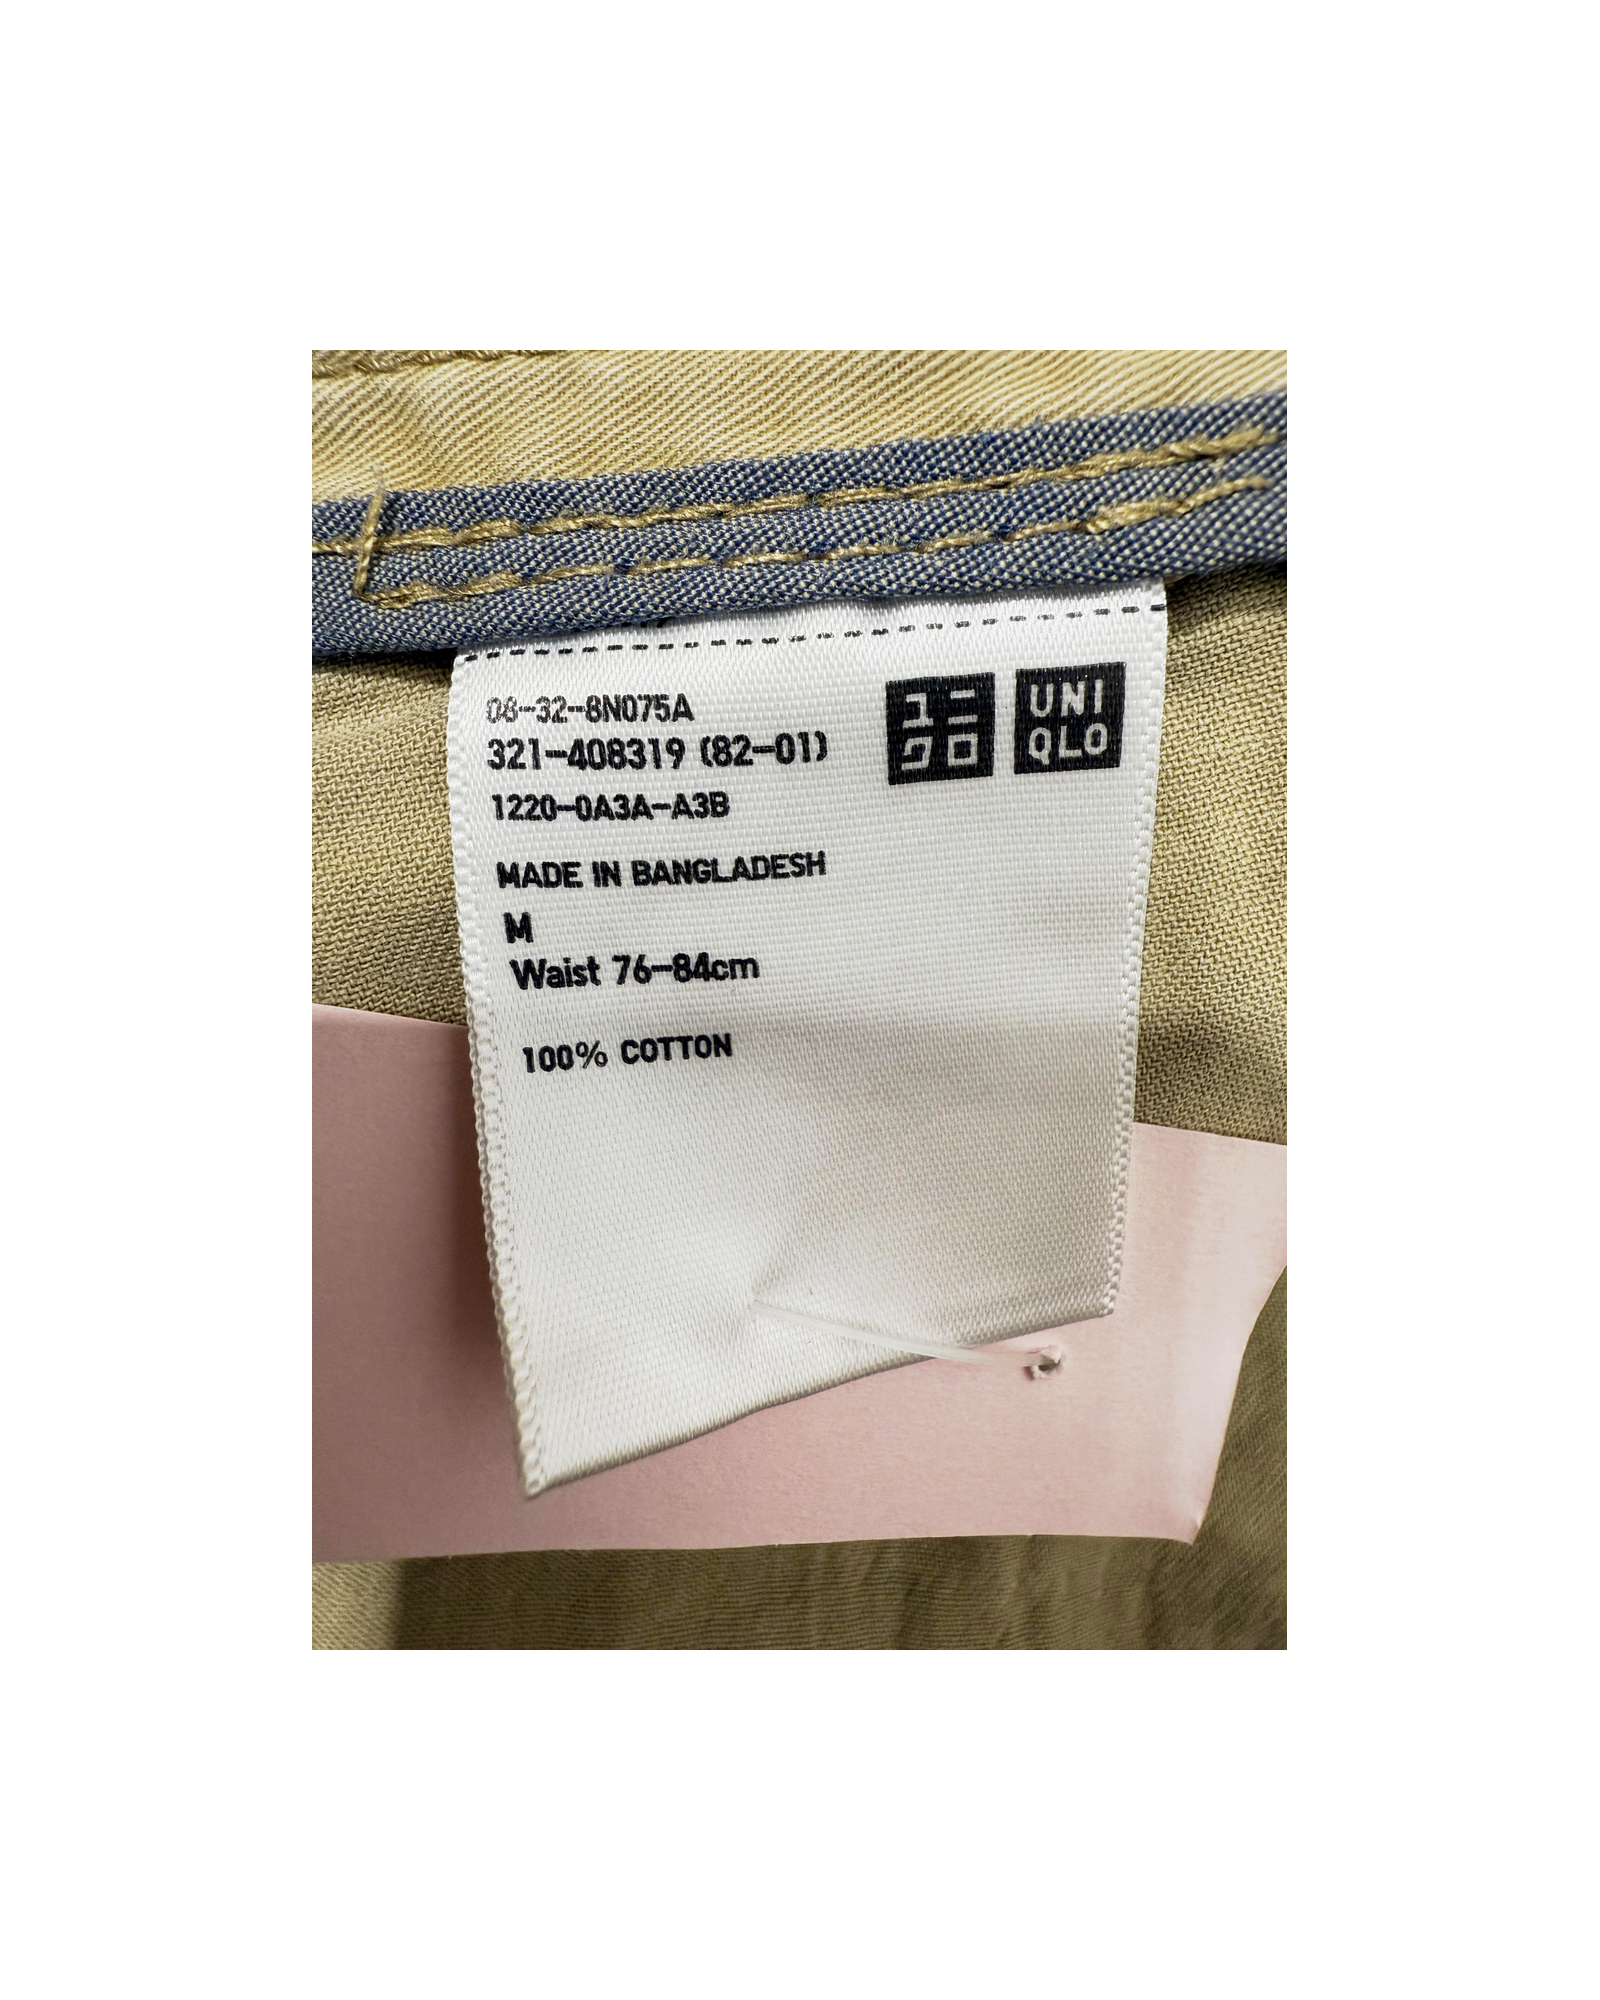 08-32-8N075A
321-408319 (82-01)
1220-0A3A-A3B
ユニ
クロ
UNI
QLO
MADE IN BANGLADESH
M
Waist 76-84cm
100% COTTON